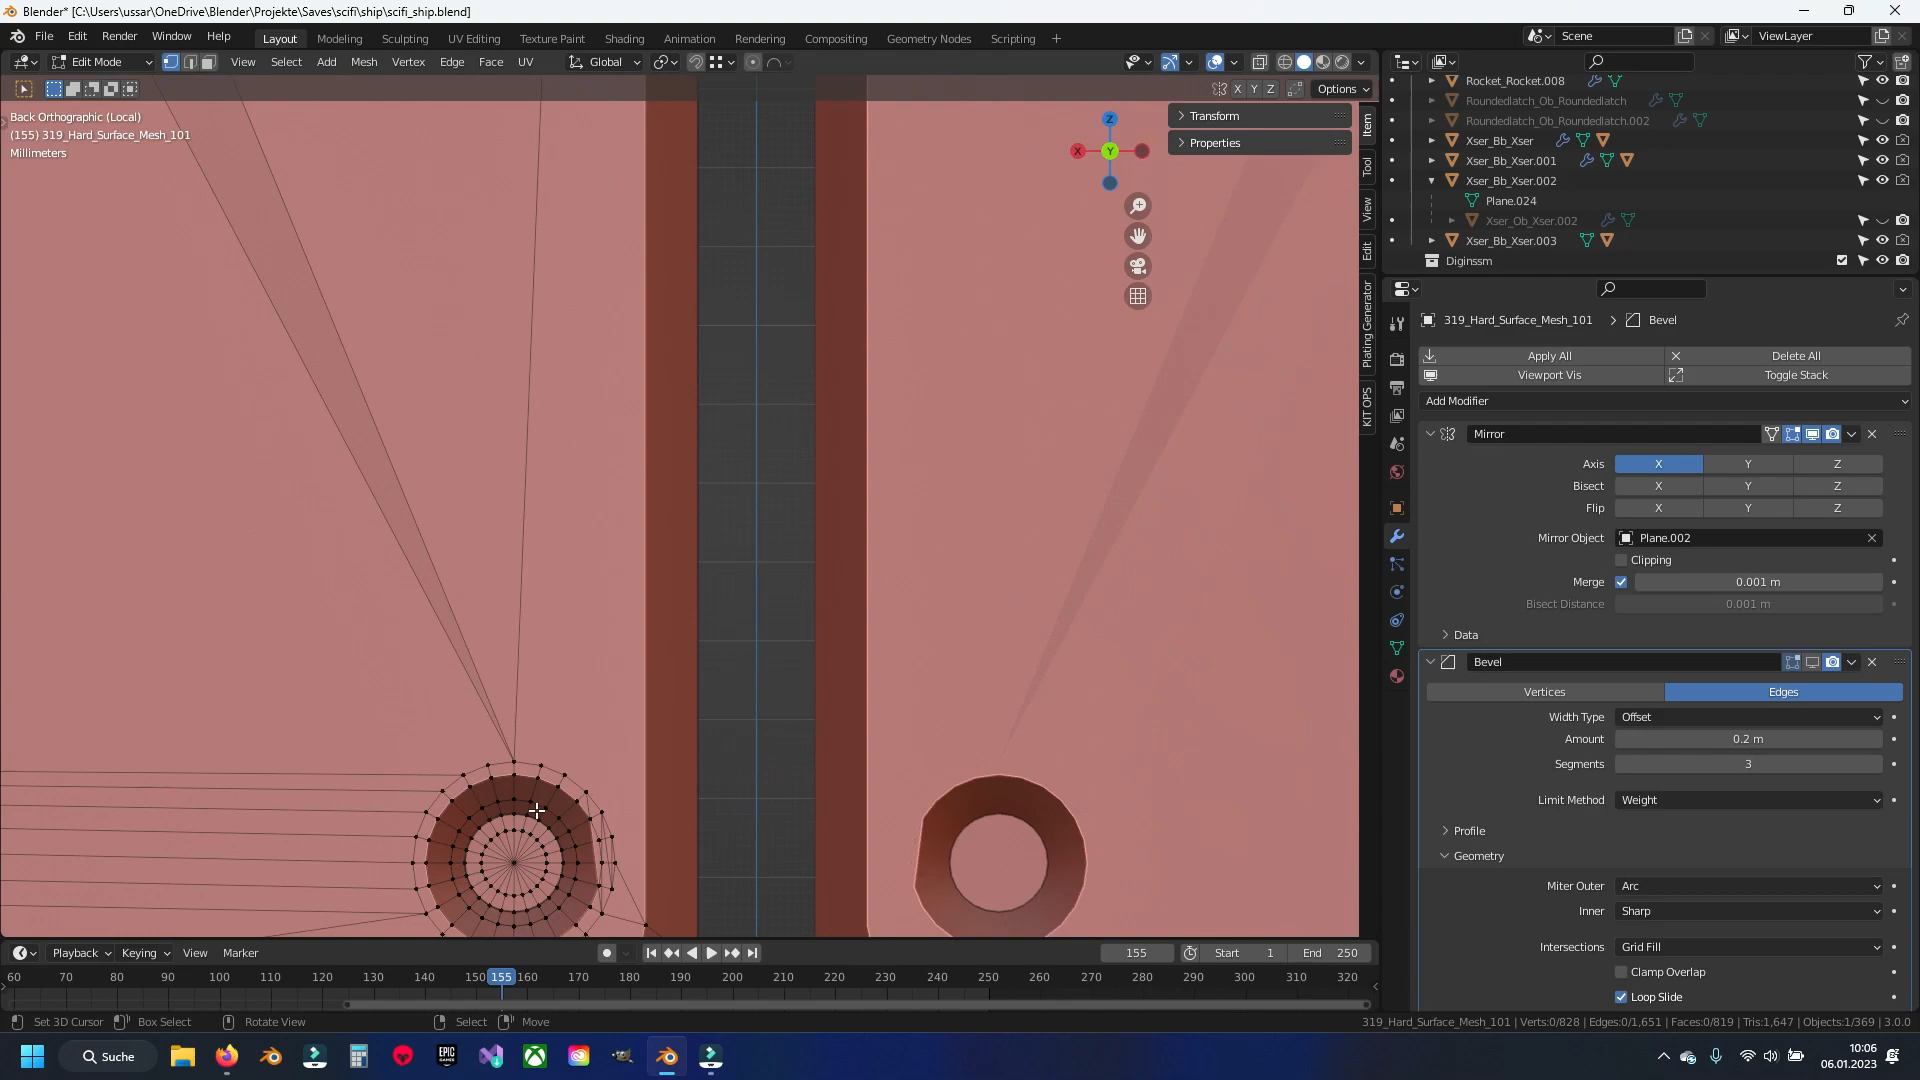 Blender* [C:\Users\ussar\OneDrive\Blender\Projekte\Saves\scifi\ship\scifi_ship.blend]
File Edit Render Window Help
Layout Modeling Sculpting UV Editing Texture Paint Shading Animation Rendering Compositing Geometry Nodes Scripting +
Scene
ViewLayer
Edit Mode
View Select Add Mesh Vertex Edge Face UV
Global
X Y Z
Options
Back Orthographic (Local)
(155) 319_Hard_Surface_Mesh_101
Millimeters
Transform
Properties
Z
X
Y
Item
Tool
View
Edit
Plating Generator
KIT OPS
Rocket_Rocket.008
Roundedlatch_Ob_Roundedlatch
Roundedlatch_Ob_Roundedlatch.002
Xser_Bb_Xser
Xser_Bb_Xser.001
Xser_Bb_Xser.002
Plane.024
Xser_Ob_Xser.002
Xser_Bb_Xser.003
Diginssm
319_Hard_Surface_Mesh_101 > Bevel
Apply All
Delete All
Viewport Vis
Toggle Stack
Add Modifier
Mirror
Axis X Y Z
Bisect X Y Z
Flip X Y Z
Mirror Object Plane.002
Clipping
Merge 0.001 m
Bisect Distance 0.001 m
Data
Bevel
Vertices Edges
Width Type Offset
Amount 0.2 m
Segments 3
Limit Method Weight
Profile
Geometry
Miter Outer Arc
Inner Sharp
Intersections Grid Fill
Clamp Overlap
Loop Slide
Playback Keying View Marker
155
Start 1
End 250
60 70 80 90 100 110 120 130 140 150 155 160 170 180 190 200 210 220 230 240 250 260 270 280 290 300 310 320
Set 3D Cursor Box Select Rotate View Select Move
319_Hard_Surface_Mesh_101 | Verts:0/828 | Edges:0/1,651 | Faces:0/819 | Tris:1,647 | Objects:1/369 | 3.0.0
Suche
EPIC GAMES
10:06
06.01.2023